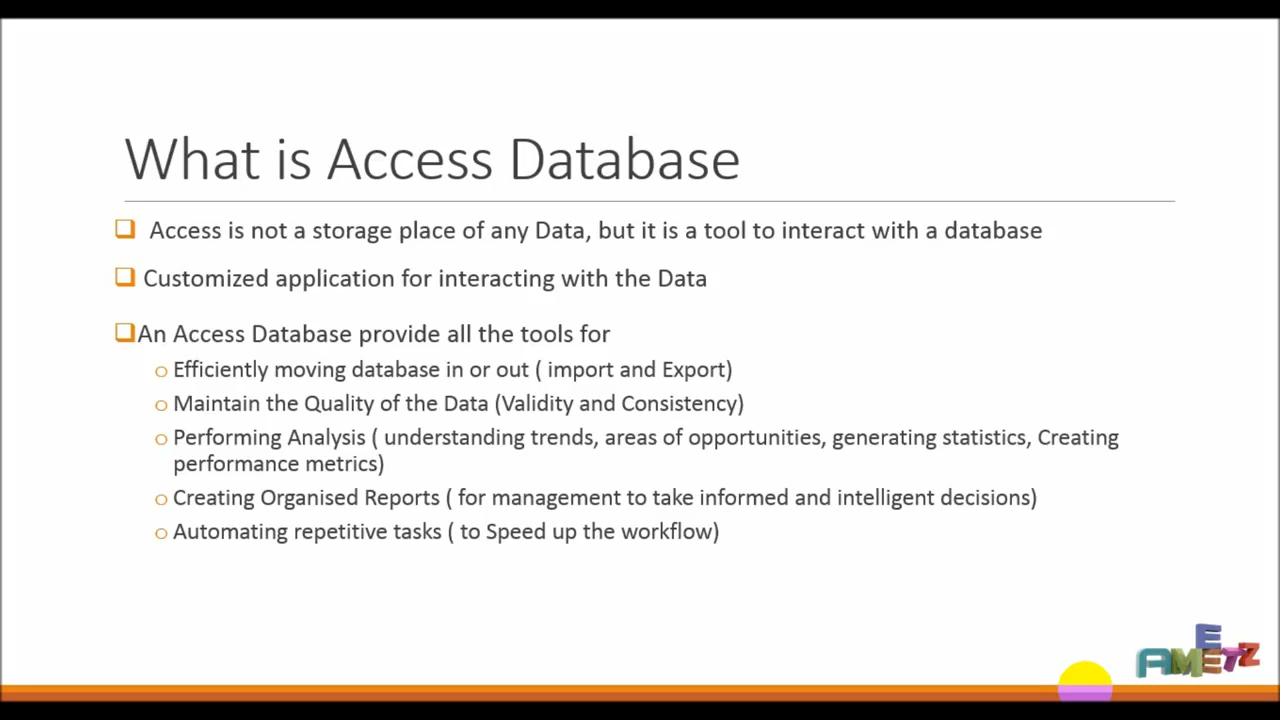 What is Access Database
Access is not a storage place of any Data, but it is a tool to interact with a database
Customized application for interacting with the Data
An Access Database provide all the tools for
Efficiently moving database in or out ( import and Export)
Maintain the Quality of the Data (Validity and Consistency)
Performing Analysis ( understanding trends, areas of opportunities, generating statistics, Creating
performance metrics)
Creating Organised Reports ( for management to take informed and intelligent decisions)
Automating repetitive tasks ( to Speed up the workflow)
E
AMETZ